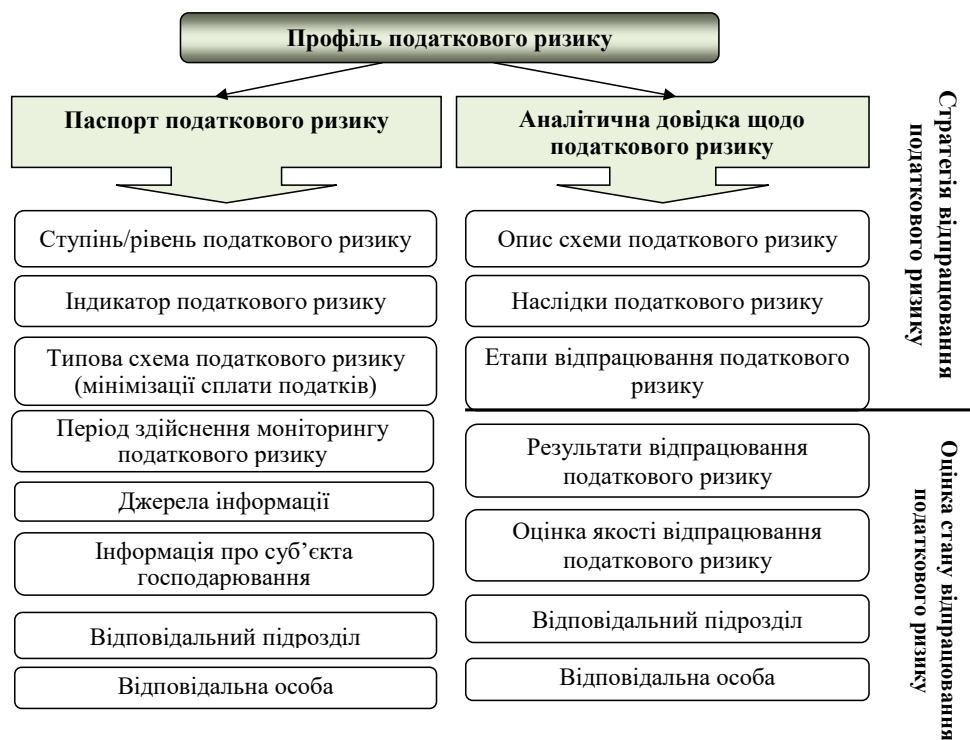 Профіль податкового ризику
Паспорт податкового ризику
Ступінь/рівень податкового ризику
Індикатор податкового ризику
Типова схема податкового ризику
(мінімізації сплати податків)
Період здійснення моніторингу
податкового ризику
Джерела інформації
Інформація про суб’єкта
господарювання
Відповідальний підрозділ
Відповідальна особа
Аналітична довідка щодо
податкового ризику
Опис схеми податкового ризику
Наслідки податкового ризику
Етапи відпрацювання податкового
ризику
Результати відпрацювання
податкового ризику
Оцінка якості відпрацювання
податкового ризику
Відповідальний підрозділ
Відповідальна особа
Стратегія відпрацювання
податкового ризику
Оцінка стану відпрацювання
податкового ризику